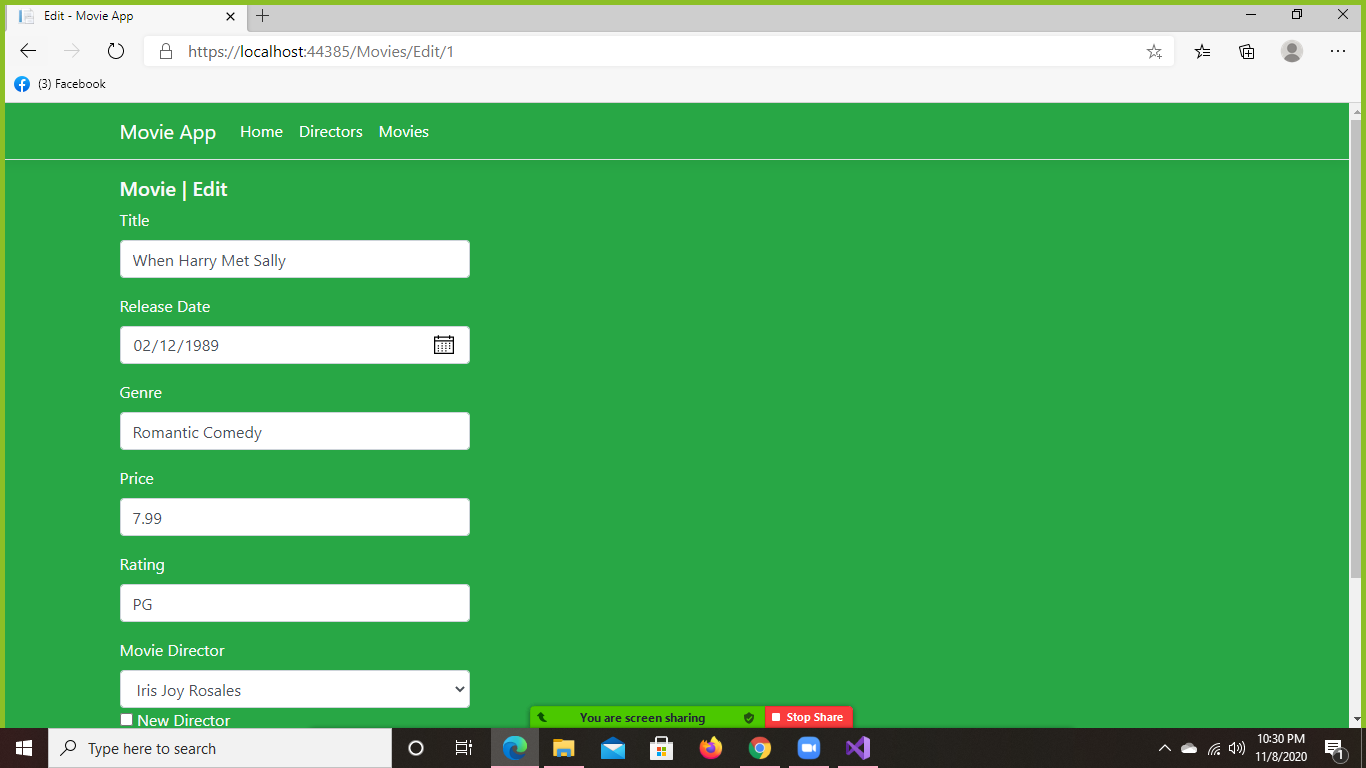 Edit - Movie App
https://localhost:44385/Movies/Edit/1
(3) Facebook
Movie App Home Directors Movies
Movie | Edit
Title
When Harry Met Sally
Release Date
02/12/1989
Genre
Romantic Comedy
Price
7.99
Rating
PG
Movie Director
Iris Joy Rosales
New Director
You are screen sharing Stop Share
Type here to search
10:30 PM
11/8/2020
1